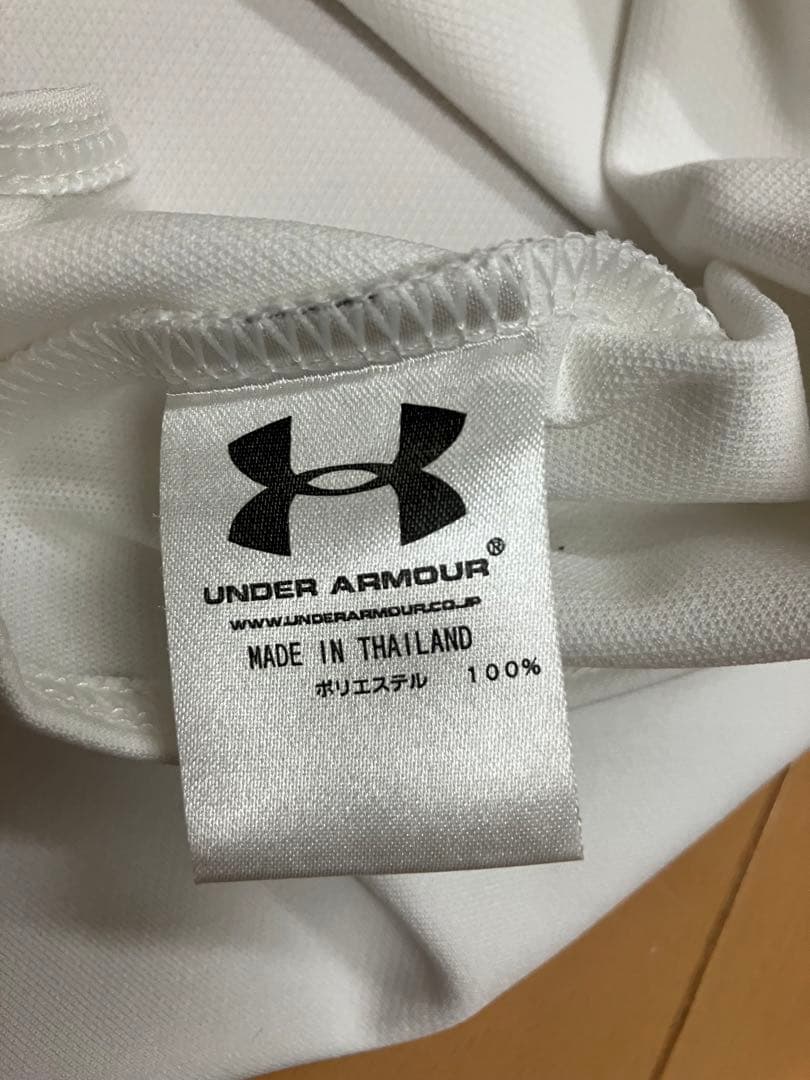 UNDER ARMOUR®
WWW.UNDERARMOUR.CO.JP
MADE IN THAILAND
ポリエステル 100%